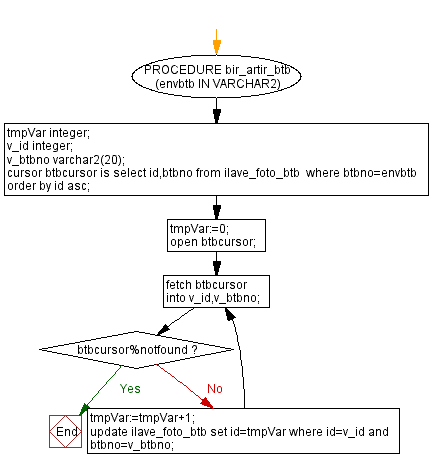 PROCEDURE bir_artir_btb
(envbtb IN VARCHAR2)
tmpVar integer;
v_id integer;
v_btbno varchar2(20);
cursor btbcursor is select id,btbno from ilave_foto_btb  where btbno=envbtb
order by id asc;
tmpVar:=0;
open btbcursor;
fetch btbcursor
into v_id,v_btbno;
btbcursor%notfound ?
Yes
No
End
tmpVar:=tmpVar+1;
update ilave_foto_btb set id=tmpVar where id=v_id and
btbno=v_btbno;